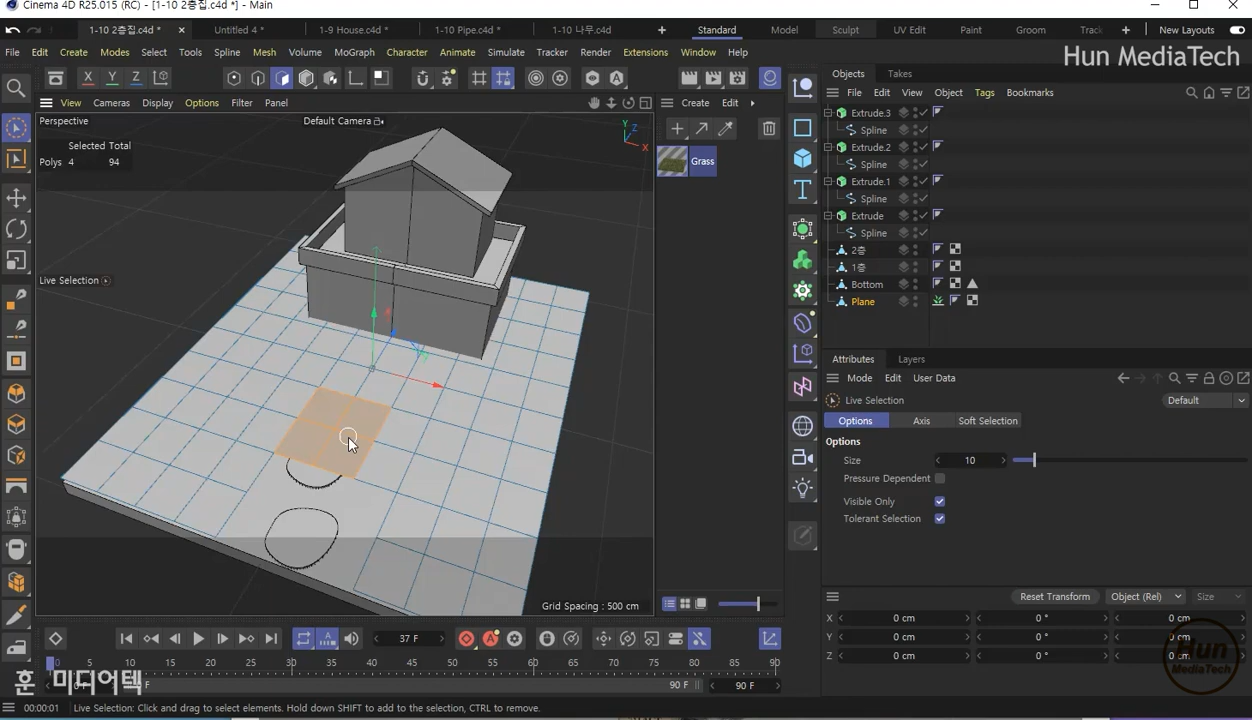 Cinema 4D R25.015 (RC) - [1-10 2층집.c4d *] - Main
1-10 2층집.c4d *
Untitled 4 *
1-9 House.c4d *
1-10 Pipe.c4d *
1-10 나무.c4d
Standard
Model
Sculpt
UV Edit
Paint
Groom
Track
New Layouts
File
Edit
Create
Modes
Select
Tools
Spline
Mesh
Volume
MoGraph
Character
Animate
Simulate
Tracker
Render
Extensions
Window
Help
Hun MediaTech
X
Y
Z
Objects
Takes
View
Cameras
Display
Options
Filter
Panel
Create
Edit
File
Edit
View
Object
Tags
Bookmarks
Perspective
Default Camera
Y
Z
X
Selected Total
Polys 4 94
Grass
Live Selection
Extrude.3
Spline
Extrude.2
Spline
Extrude.1
Spline
Extrude
Spline
2층
1층
Bottom
Plane
Attributes
Layers
Mode
Edit
User Data
Live Selection
Default
Options
Axis
Soft Selection
Options
Size
10
Pressure Dependent
Visible Only
Tolerant Selection
Grid Spacing : 500 cm
Reset Transform
Object (Rel)
Size
X
0 cm
0 °
0 cm
Y
0 cm
0 °
0 cm
Z
0 cm
0 °
0 cm
37 F
0 5 10 15 20 25 30 35 40 45 50 55 60 65 70 75 80 85 90
90 F
90 F
훈 미디어텍
Hun
MediaTech
00:00:01
Live Selection: Click and drag to select elements. Hold down SHIFT to add to the selection, CTRL to remove.